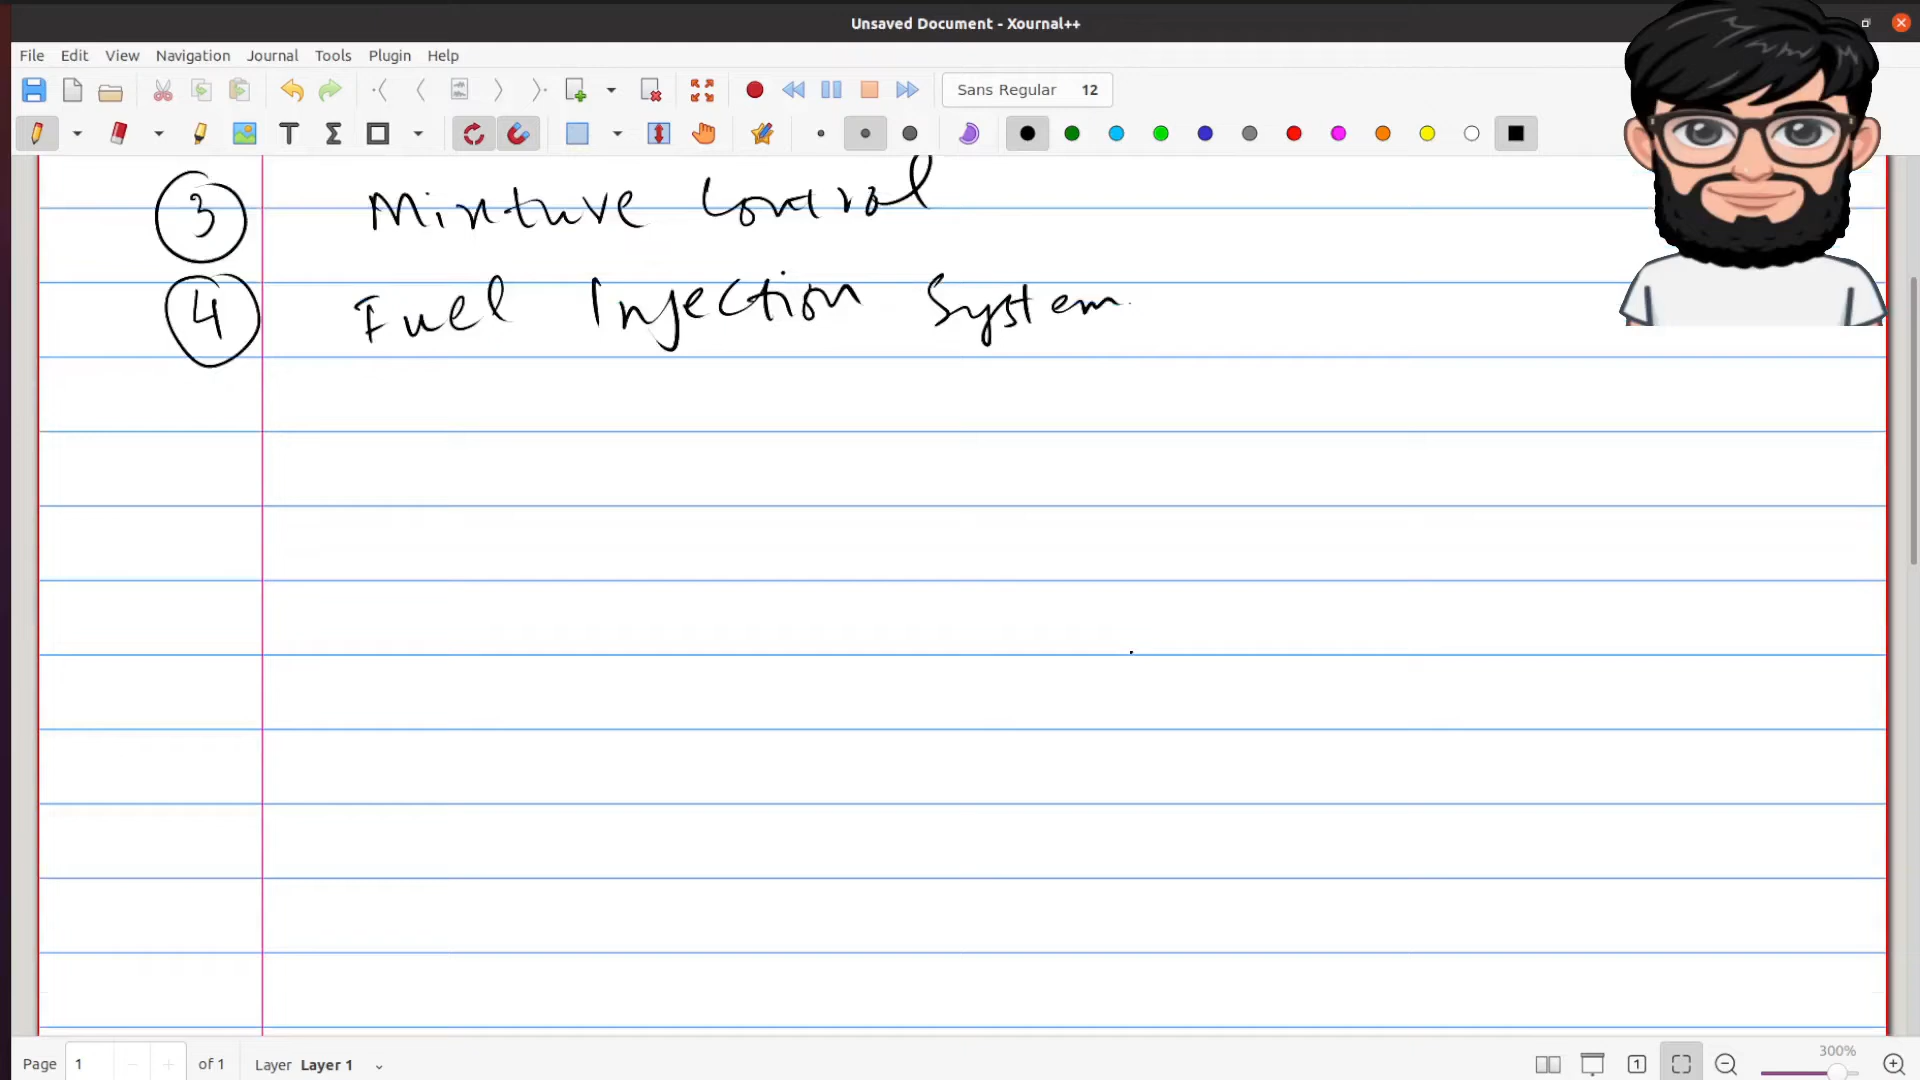 Unsaved Document - Xournal++
File Edit View Navigation Journal Tools Plugin Help
Sans Regular 12
3 Mixture Control
4 Fuel Injection System.
Page 1 of 1 Layer Layer 1 300%